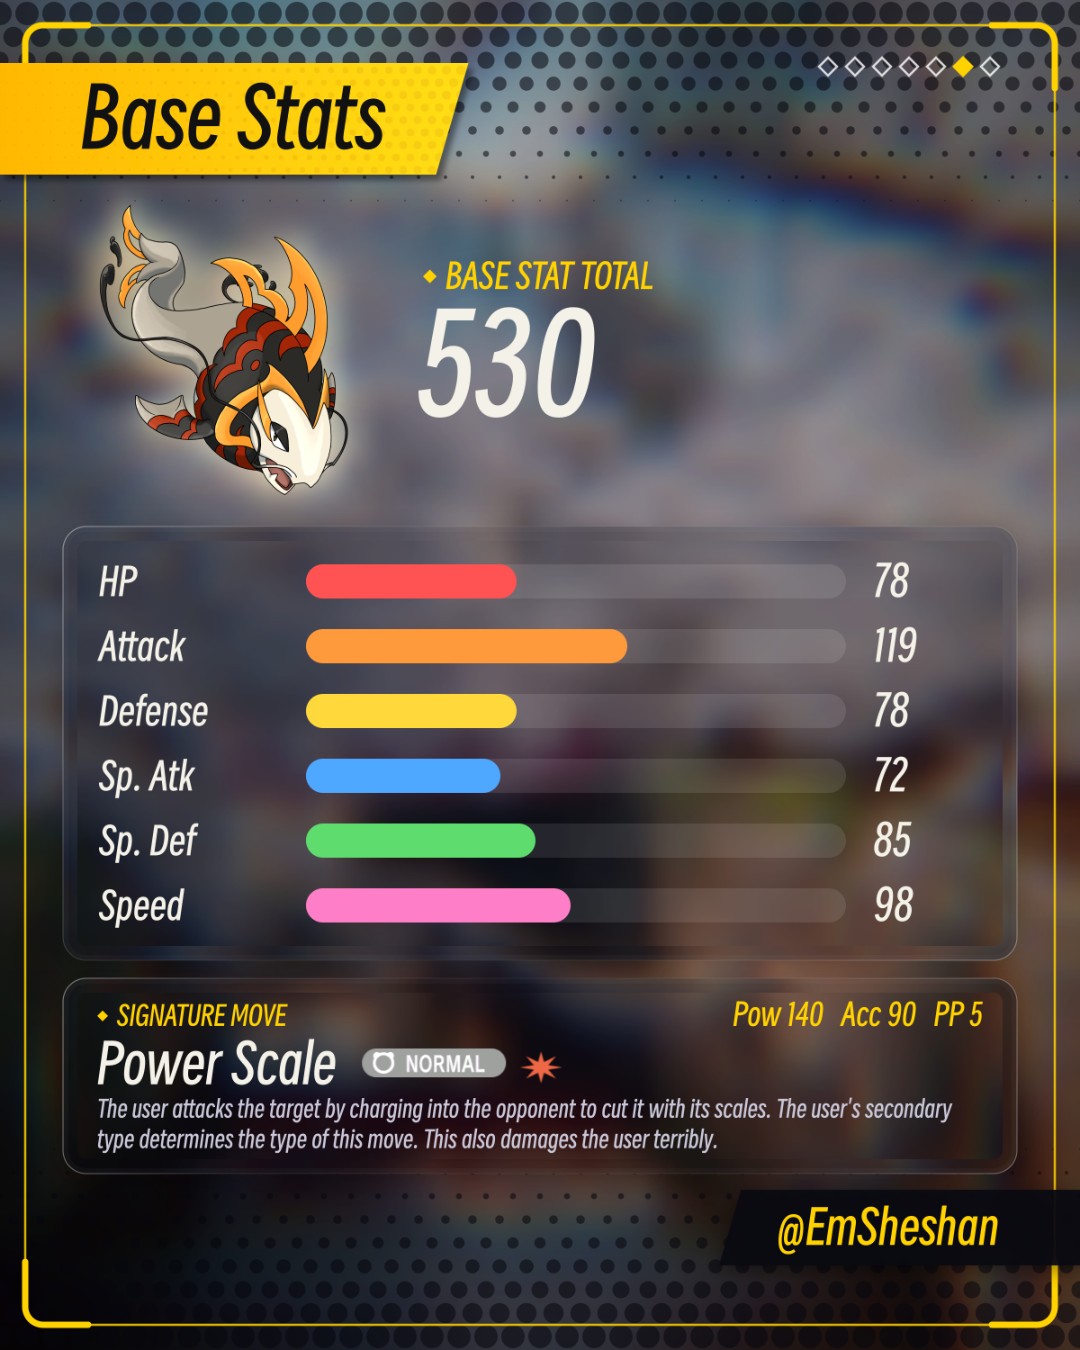 Base Stats
BASE STAT TOTAL
530
HP 78
Attack 119
Defense 78
Sp. Atk 72
Sp. Def 85
Speed 98
SIGNATURE MOVE Pow 140 Acc 90 PP 5
Power Scale NORMAL
The user attacks the target by charging into the opponent to cut it with its scales. The user's secondary
type determines the type of this move. This also damages the user terribly.
@EmSheshan